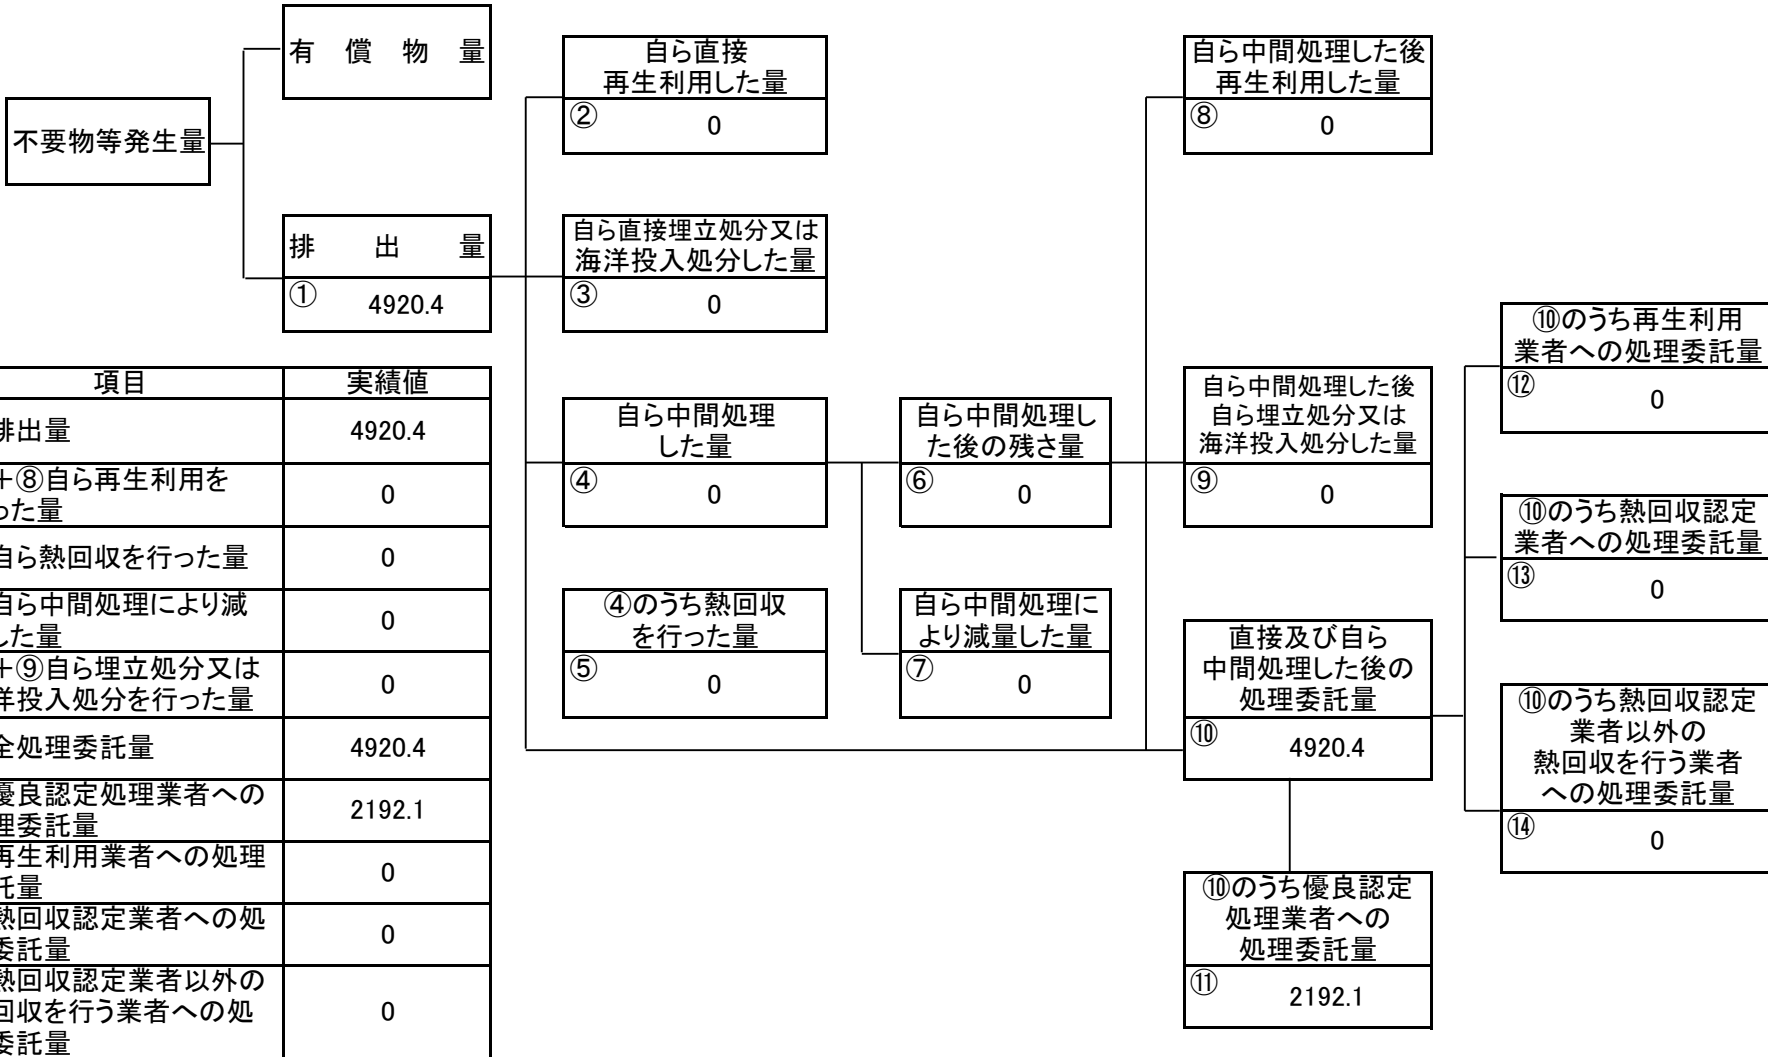 有償物量
不要物等発生量
排出量
① 4920.4
自ら直接
再生利用した量
② 0
自ら直接埋立処分又は
海洋投入処分した量
③ 0
自ら中間処理
した量
④ 0
④のうち熱回収
を行った量
⑤ 0
自ら中間処理し
た後の残さ量
⑥ 0
自ら中間処理に
より減量した量
⑦ 0
自ら中間処理した後
再生利用した量
⑧ 0
自ら中間処理した後
自ら埋立処分又は
海洋投入処分した量
⑨ 0
直接及び自ら
中間処理した後の
処理委託量
⑩ 4920.4
⑩のうち優良認定
処理業者への
処理委託量
⑪ 2192.1
⑩のうち再生利用
業者への処理委託量
⑫ 0
⑩のうち熱回収認定
業者への処理委託量
⑬ 0
⑩のうち熱回収認定
業者以外の
熱回収を行う業者
への処理委託量
⑭ 0
項目 実績値
排出量 4920.4
+⑧自ら再生利用を
った量 0
自ら熱回収を行った量 0
自ら中間処理により減
した量 0
+⑨自ら埋立処分又は
洋投入処分を行った量 0
全処理委託量 4920.4
優良認定処理業者への
理委託量 2192.1
再生利用業者への処理
託量 0
熱回収認定業者への処
委託量 0
熱回収認定業者以外の
回収を行う業者への処
委託量 0